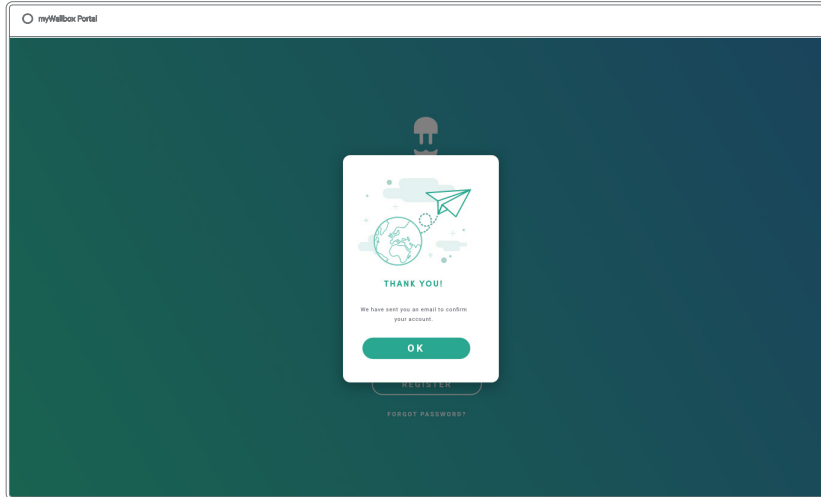 myWallbox Portal
THANK YOU!
We have sent you an email to confirm
your account.
OK
REGISTER
FORGOT PASSWORD?